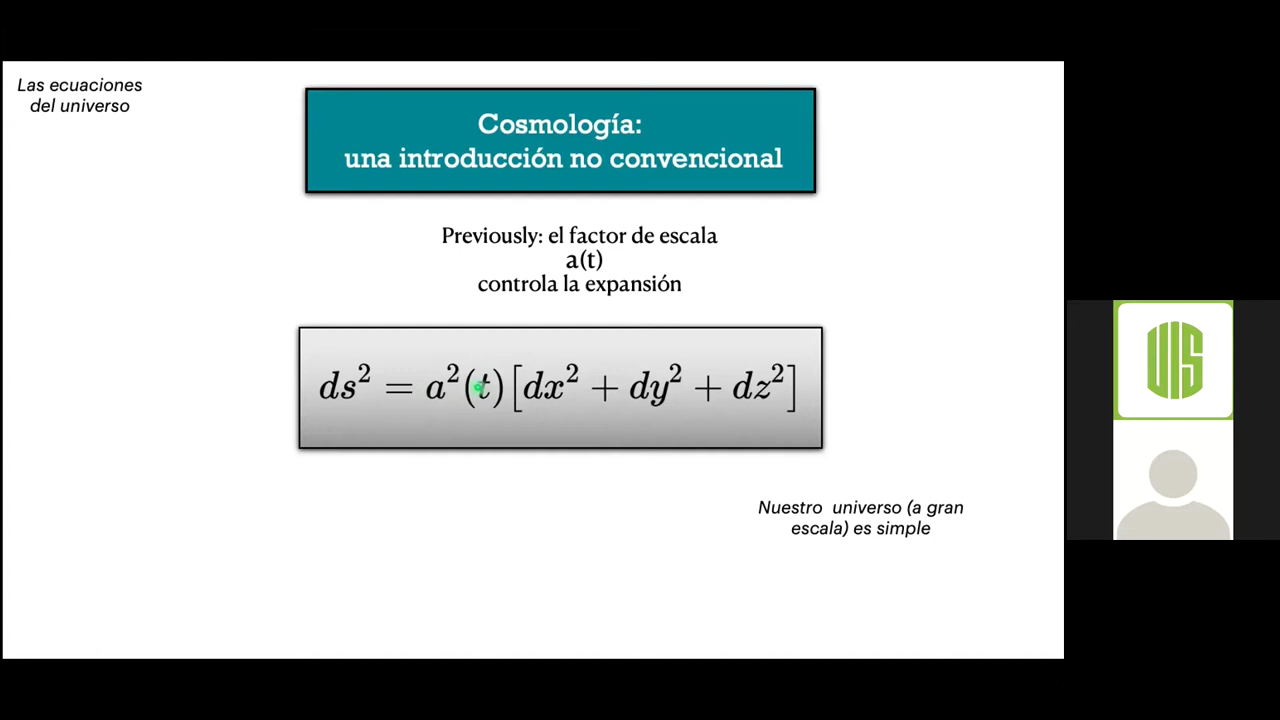 Las ecuaciones
del universo
Cosmología:
una introducción no convencional
Previously: el factor de escala
a(t)
controla la expansión
ds² = a²(t)[dx² + dy² + dz²]
Nuestro universo (a gran
escala) es simple
UIS